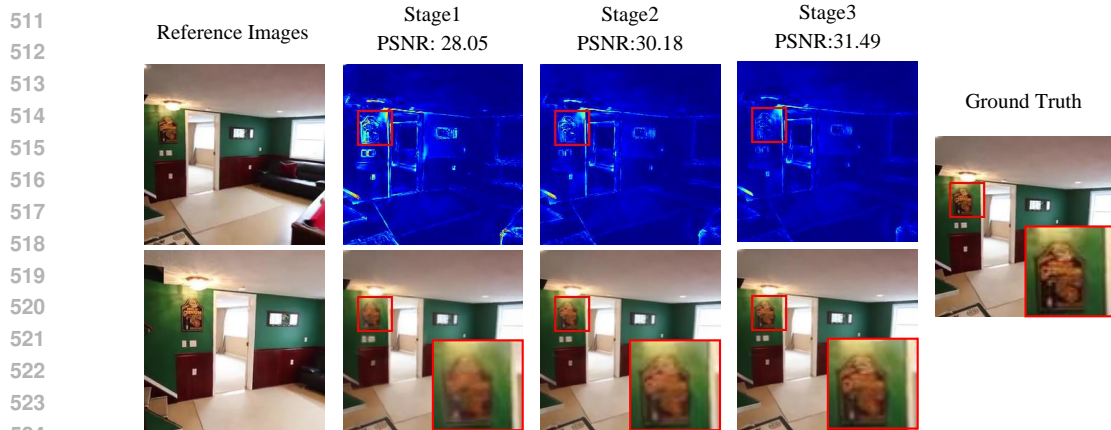 511
512
513
514
515
516
517
518
519
520
521
522
523
Reference Images
Stage1
PSNR: 28.05
Stage2
PSNR:30.18
Stage3
PSNR:31.49
Ground Truth